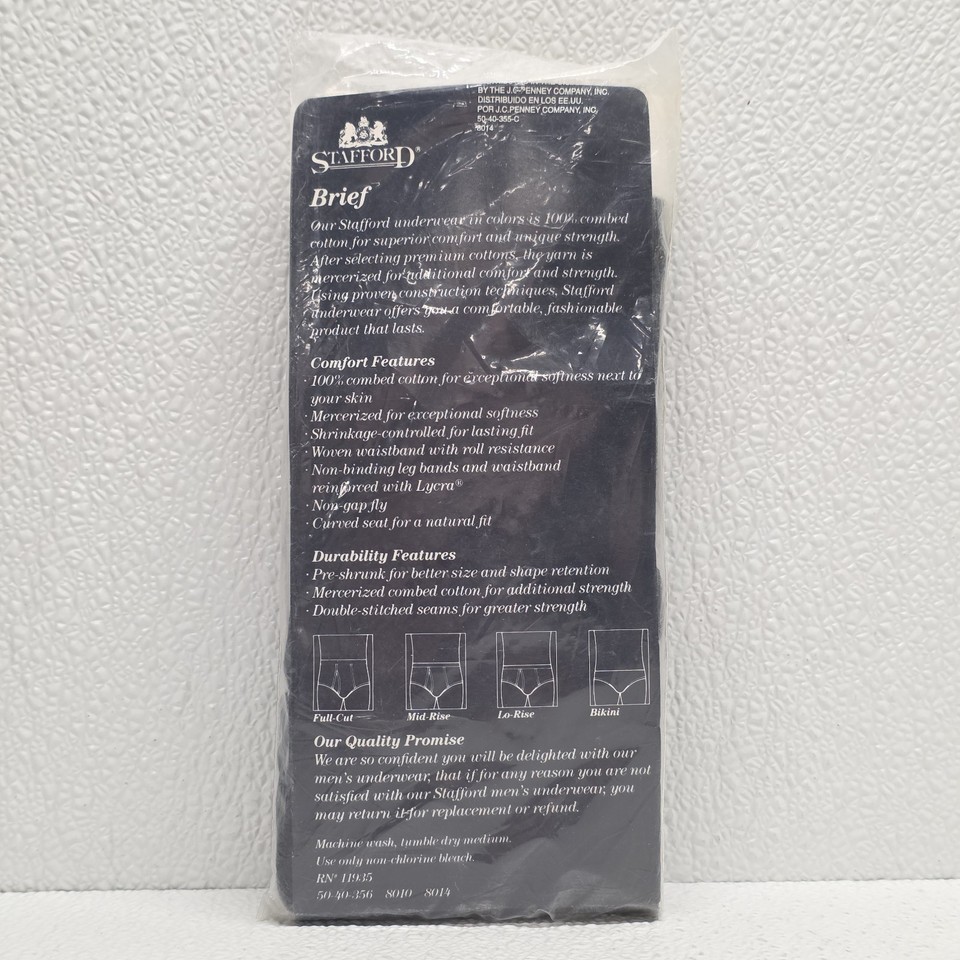 BY THE J.C. PENNEY COMPANY, INC.
DISTRIBUIDO EN LOS EE.UU.
POR J.C. PENNEY COMPANY, INC.
50-40-355-C
8014
STAFFORD®
Brief
Our Stafford underwear in colors is 100% combed
cotton for superior comfort and unique strength.
After selecting premium cottons, the yarn is
mercerized for additional comfort and strength.
Using proven construction techniques, Stafford
underwear offers you a comfortable, fashionable
product that lasts.
Comfort Features
· 100% combed cotton for exceptional softness next to
your skin
· Mercerized for exceptional softness
· Shrinkage-controlled for lasting fit
· Woven waistband with roll resistance
· Non-binding leg bands and waistband
reinforced with Lycra®
· Non-gap fly
· Curved seat for a natural fit
Durability Features
· Pre-shrunk for better size and shape retention
· Mercerized combed cotton for additional strength
· Double-stitched seams for greater strength
Full-Cut Mid-Rise Lo-Rise Bikini
Our Quality Promise
We are so confident you will be delighted with our
men's underwear, that if for any reason you are not
satisfied with our Stafford men's underwear, you
may return it for replacement or refund.
Machine wash, tumble dry medium.
Use only non-chlorine bleach.
RN# 11935
50-40-356 8010 8014